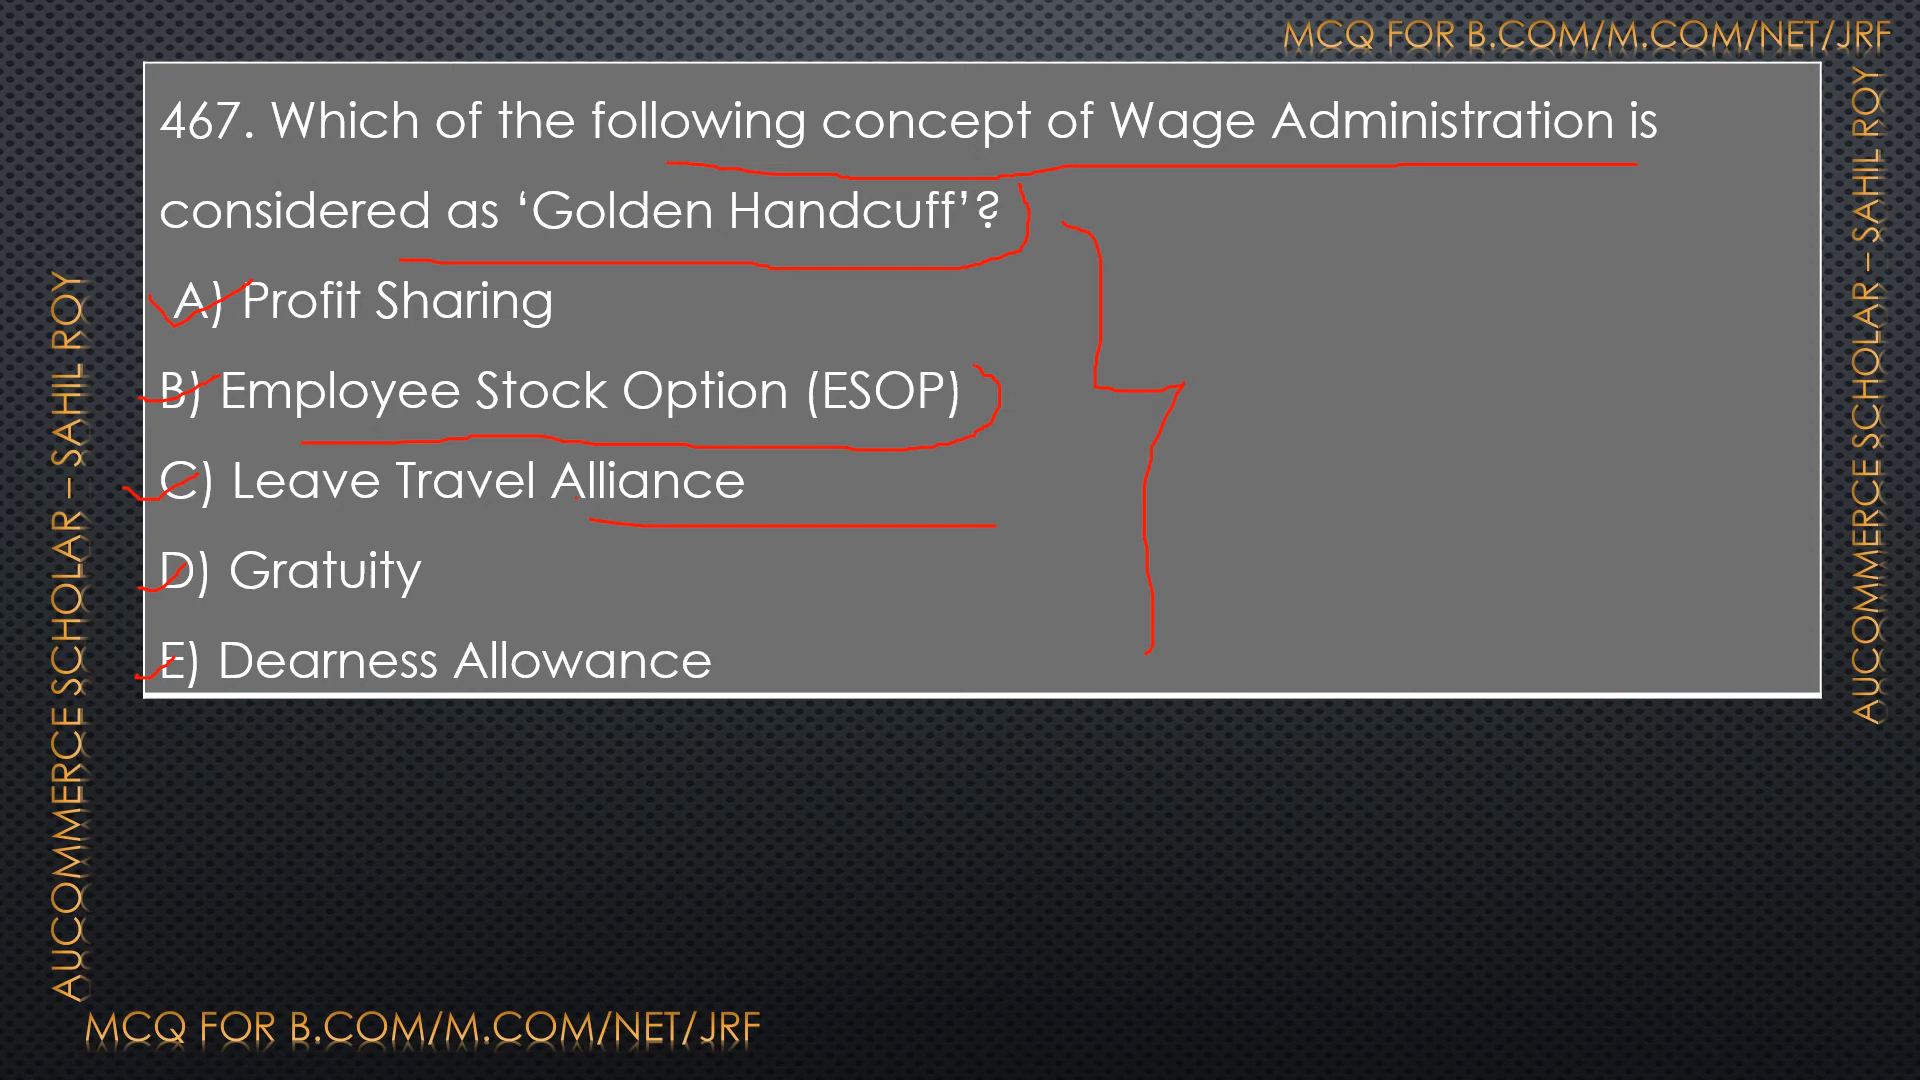 MCQ FOR B.COM/M.COM/NET/JRF
467. Which of the following concept of Wage Administration is
considered as ‘Golden Handcuff’?
A) Profit Sharing
B) Employee Stock Option (ESOP)
C) Leave Travel Alliance
D) Gratuity
E) Dearness Allowance
AUCOMMERCE SCHOLAR – SAHIL ROY
AUCOMMERCE SCHOLAR – SAHIL ROY
MCQ FOR B.COM/M.COM/NET/JRF